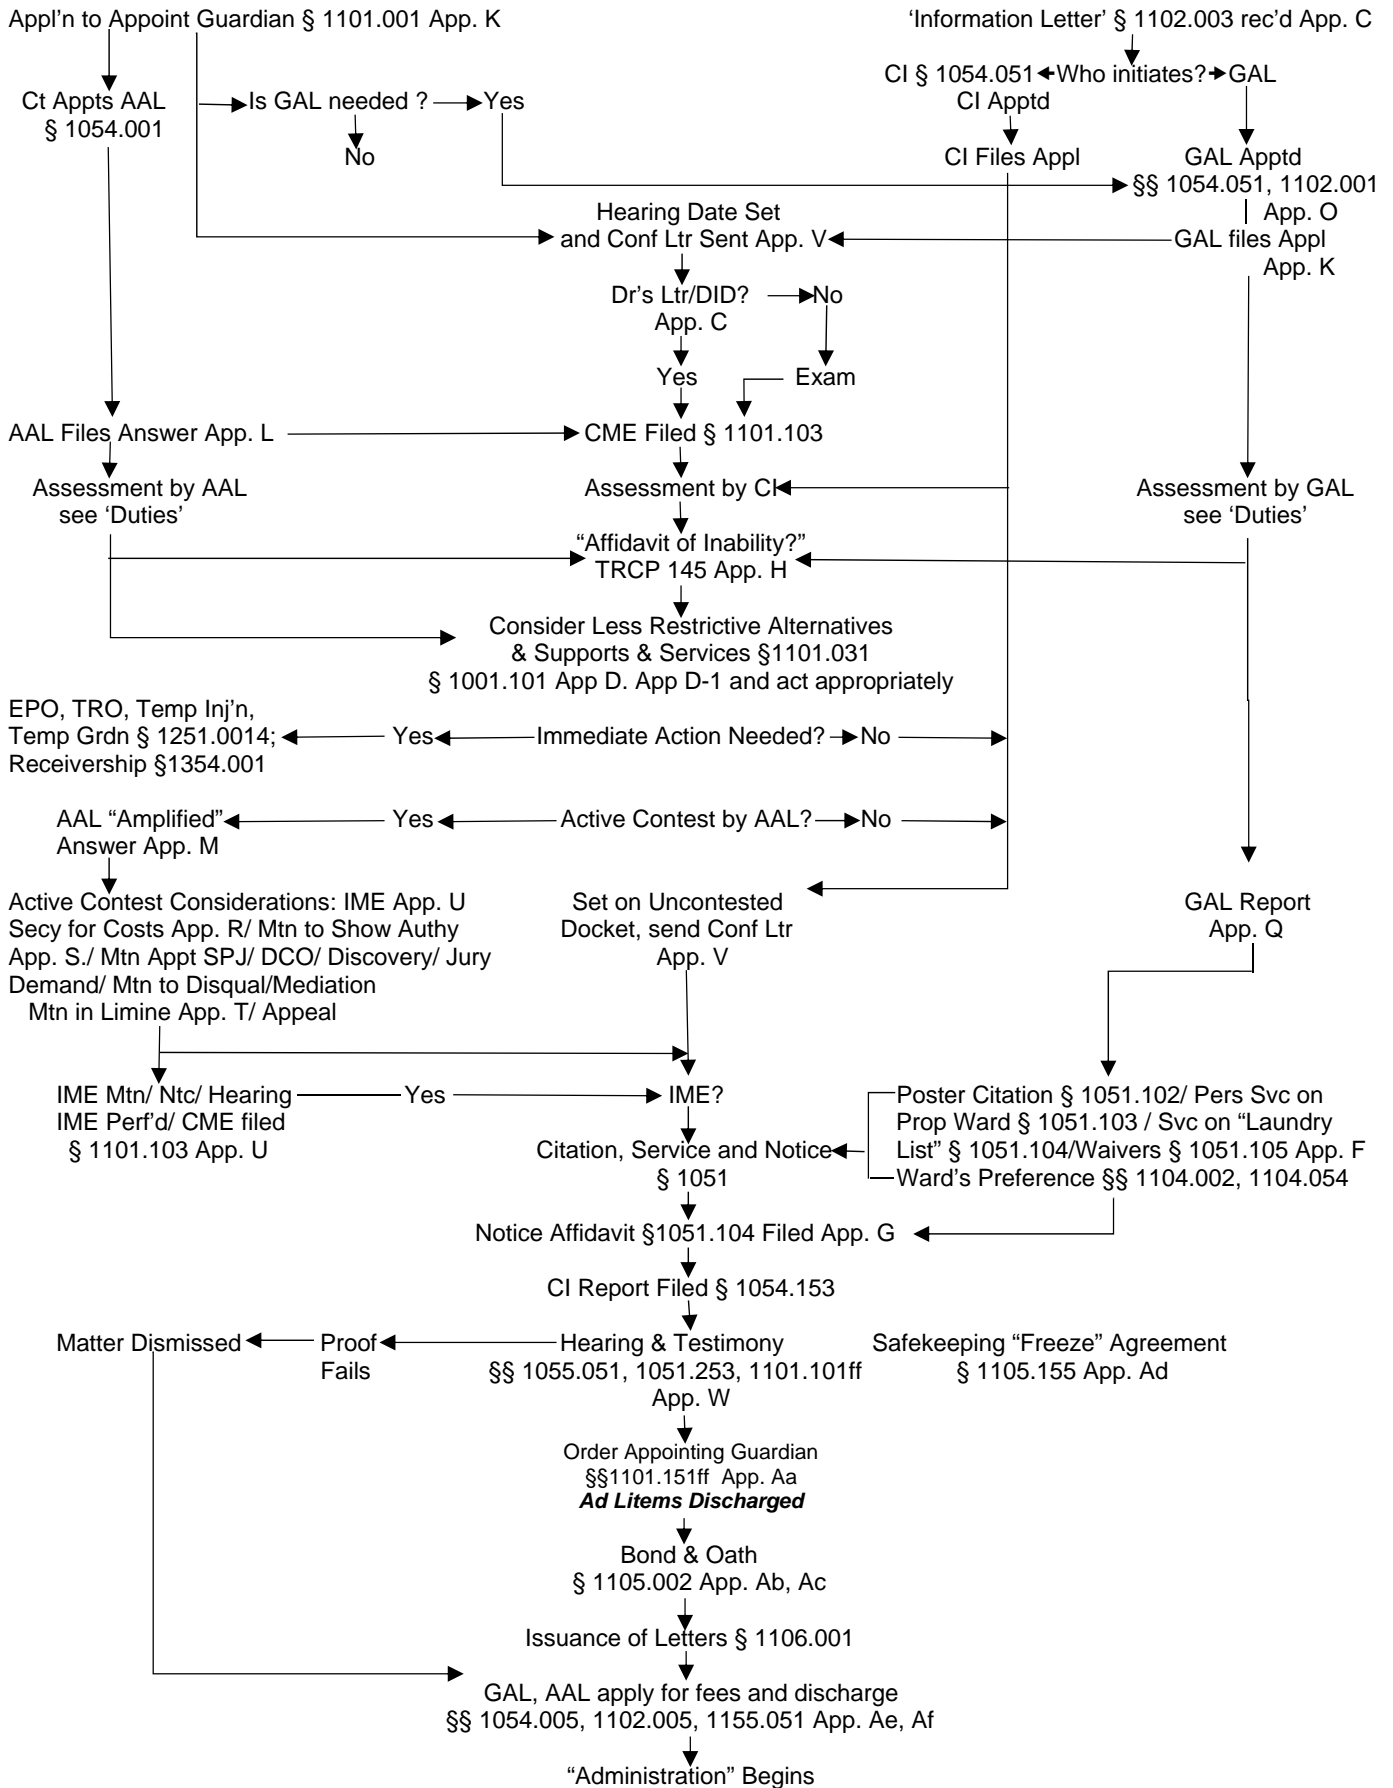 Appl'n to Appoint Guardian § 1101.001 App. K
‘Information Letter’ § 1102.003 rec’d App. C
CI § 1054.051
Who initiates?
GAL
Ct Appts AAL
§ 1054.001
Is GAL needed ?
Yes
No
CI Apptd
CI Files Appl
GAL Apptd
§§ 1054.051, 1102.001
App. O
GAL files Appl
App. K
Hearing Date Set
and Conf Ltr Sent App. V
Dr's Ltr/DID?
App. C
No
Yes
Exam
AAL Files Answer App. L
CME Filed § 1101.103
Assessment by AAL
see ‘Duties’
Assessment by CI
Assessment by GAL
see ‘Duties’
“Affidavit of Inability?”
TRCP 145 App. H
Consider Less Restrictive Alternatives
& Supports & Services §1101.031
§ 1001.101 App D. App D-1 and act appropriately
EPO, TRO, Temp Inj’n,
Temp Grdn § 1251.0014;
Receivership §1354.001
Yes
Immediate Action Needed?
No
AAL “Amplified”
Answer App. M
Yes
Active Contest by AAL?
No
Active Contest Considerations: IME App. U
Secy for Costs App. R/ Mtn to Show Authy
App. S./ Mtn Appt SPJ/ DCO/ Discovery/ Jury
Demand/ Mtn to Disqual/Mediation
Mtn in Limine App. T/ Appeal
Set on Uncontested
Docket, send Conf Ltr
App. V
GAL Report
App. Q
IME Mtn/ Ntc/ Hearing
IME Perf’d/ CME filed
§ 1101.103 App. U
Yes
IME?
Poster Citation § 1051.102/ Pers Svc on
Prop Ward § 1051.103 / Svc on “Laundry
List” § 1051.104/Waivers § 1051.105 App. F
Ward’s Preference §§ 1104.002, 1104.054
Citation, Service and Notice
§ 1051
Notice Affidavit §1051.104 Filed App. G
CI Report Filed § 1054.153
Matter Dismissed
Proof
Fails
Hearing & Testimony
§§ 1055.051, 1051.253, 1101.101ff
App. W
Safekeeping “Freeze” Agreement
§ 1105.155 App. Ad
Order Appointing Guardian
§§1101.151ff App. Aa
Ad Litems Discharged
Bond & Oath
§ 1105.002 App. Ab, Ac
Issuance of Letters § 1106.001
GAL, AAL apply for fees and discharge
§§ 1054.005, 1102.005, 1155.051 App. Ae, Af
“Administration” Begins